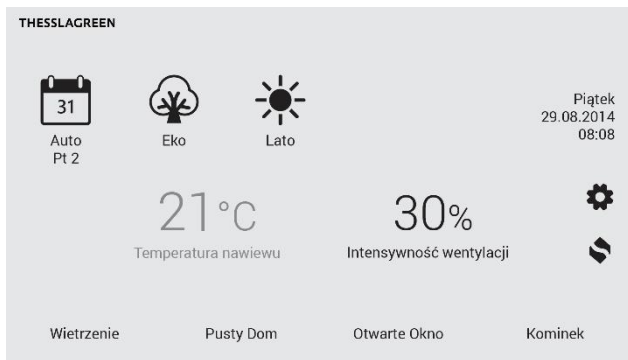 THESSLAGREEN
31
Auto
Pt 2
Eko
Lato
Piątek
29.08.2014
08:08
21°C
Temperatura nawiewu
30%
Intensywność wentylacji
Wietrzenie
Pusty Dom
Otwarte Okno
Kominek